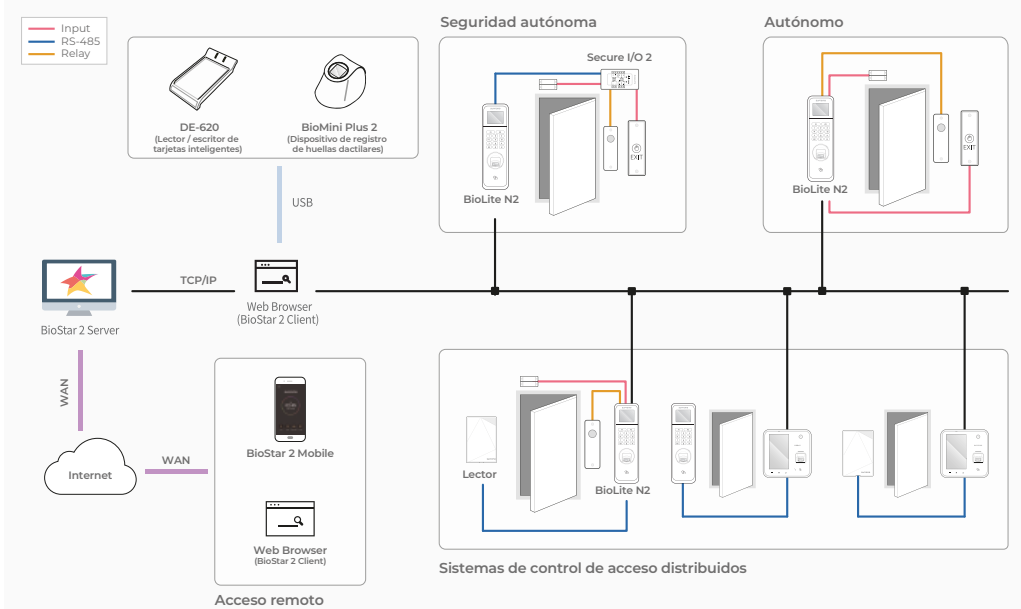 Input
RS-485
Relay
DE-620
(Lector / escritor de
tarjetas inteligentes)
BioMini Plus 2
(Dispositivo de registro
de huellas dactilares)
Seguridad autónoma
Secure I/O 2
EXIT
BioLite N2
Autónomo
EXIT
BioLite N2
USB
TCP/IP
BioStar 2 Server
Web Browser
(BioStar 2 Client)
WAN
Internet
WAN
BioStar 2 Mobile
Web Browser
(BioStar 2 Client)
Acceso remoto
Lector
BioLite N2
Sistemas de control de acceso distribuidos